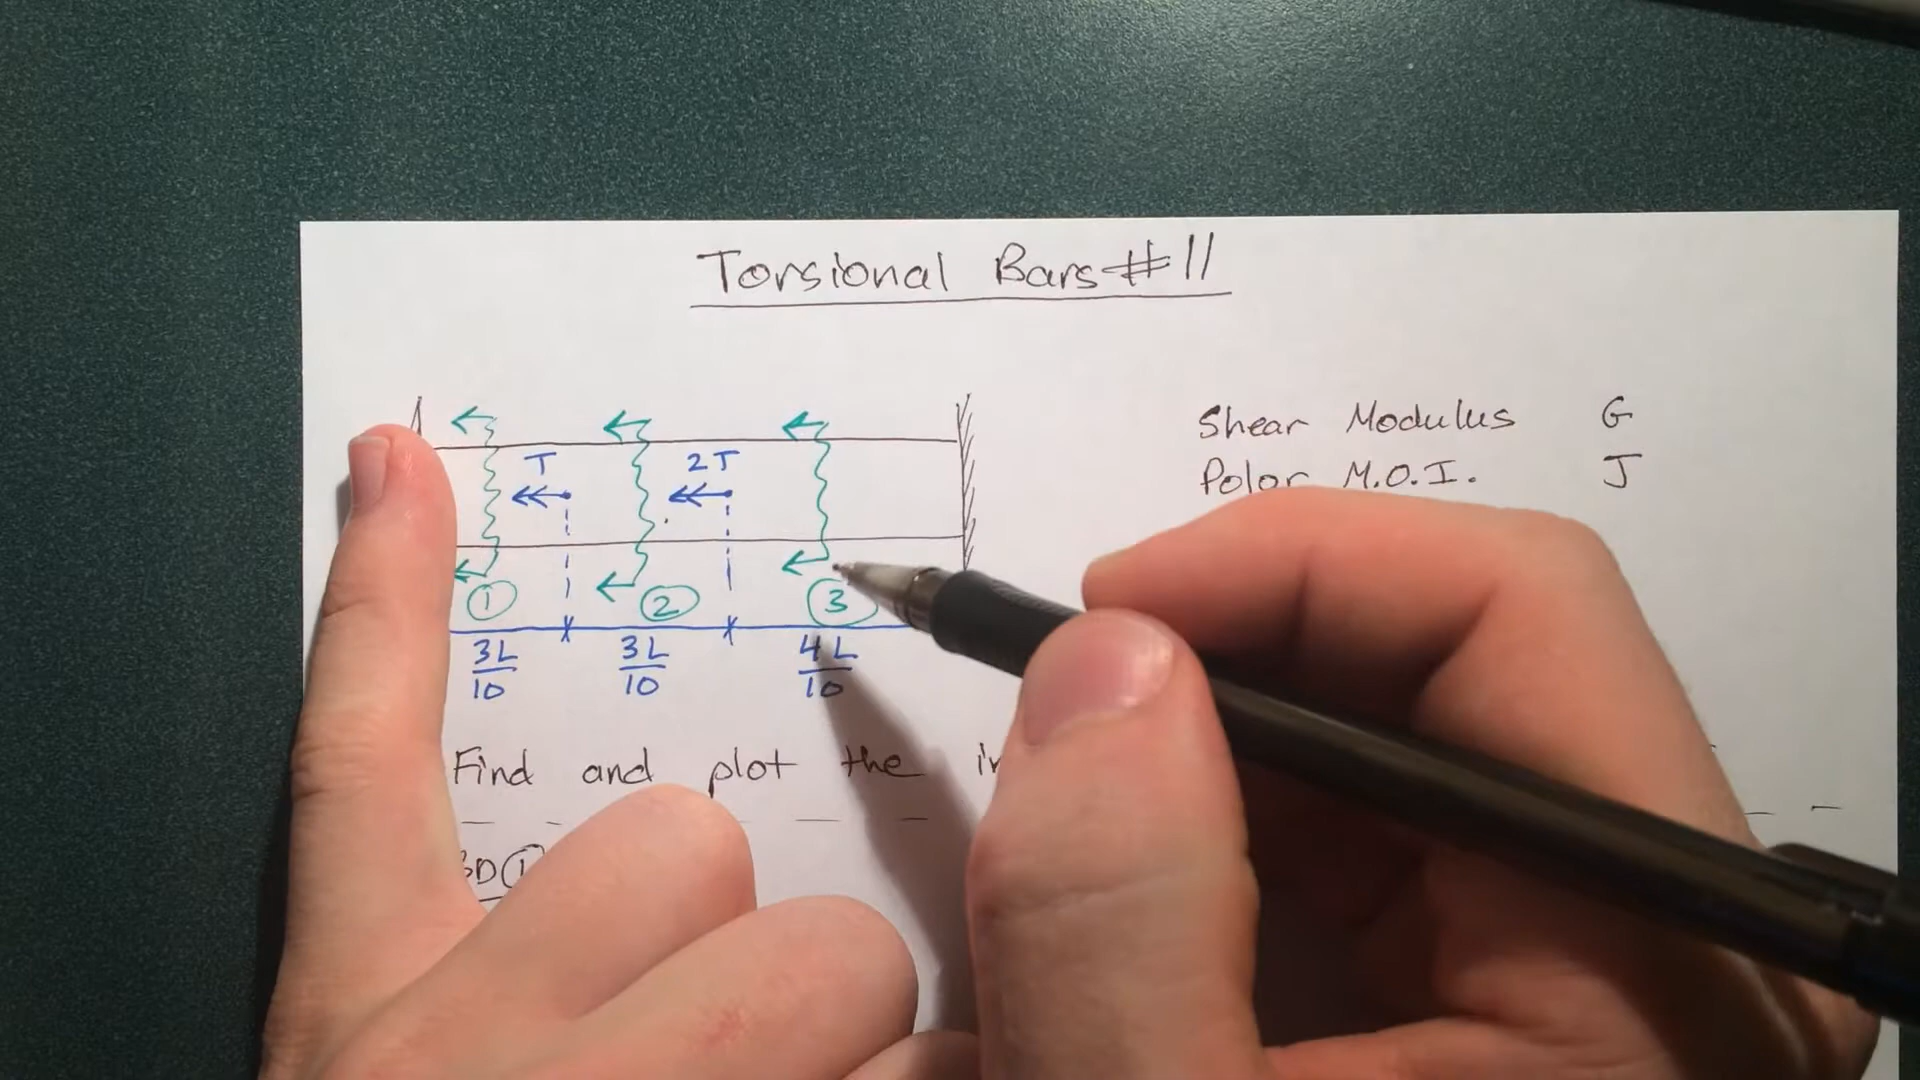 Torsional Bars #11
Shear Modulus G
Polar M.O.I. J
T 2T
1 2 3
3L/10 3L/10 4L/10
Find and plot the